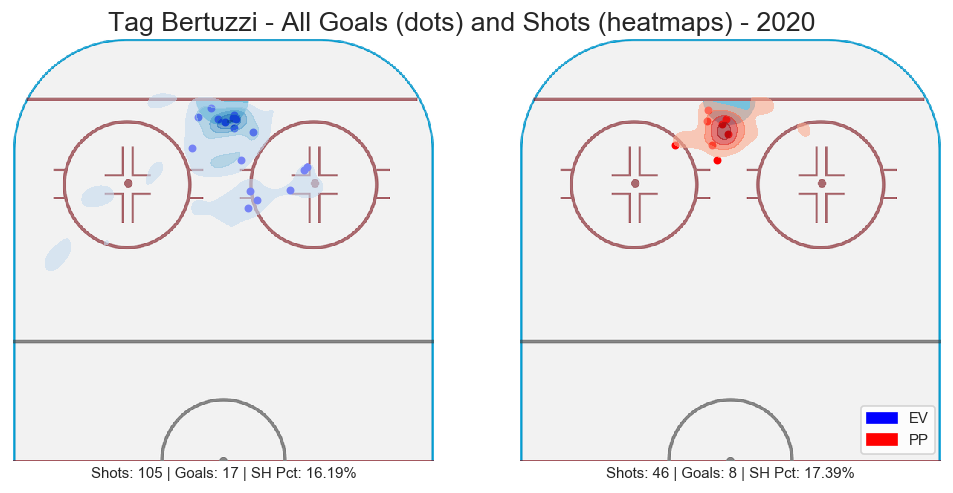 Tag Bertuzzi - All Goals (dots) and Shots (heatmaps) - 2020
EV
PP
Shots: 105 | Goals: 17 | SH Pct: 16.19%
Shots: 46 | Goals: 8 | SH Pct: 17.39%